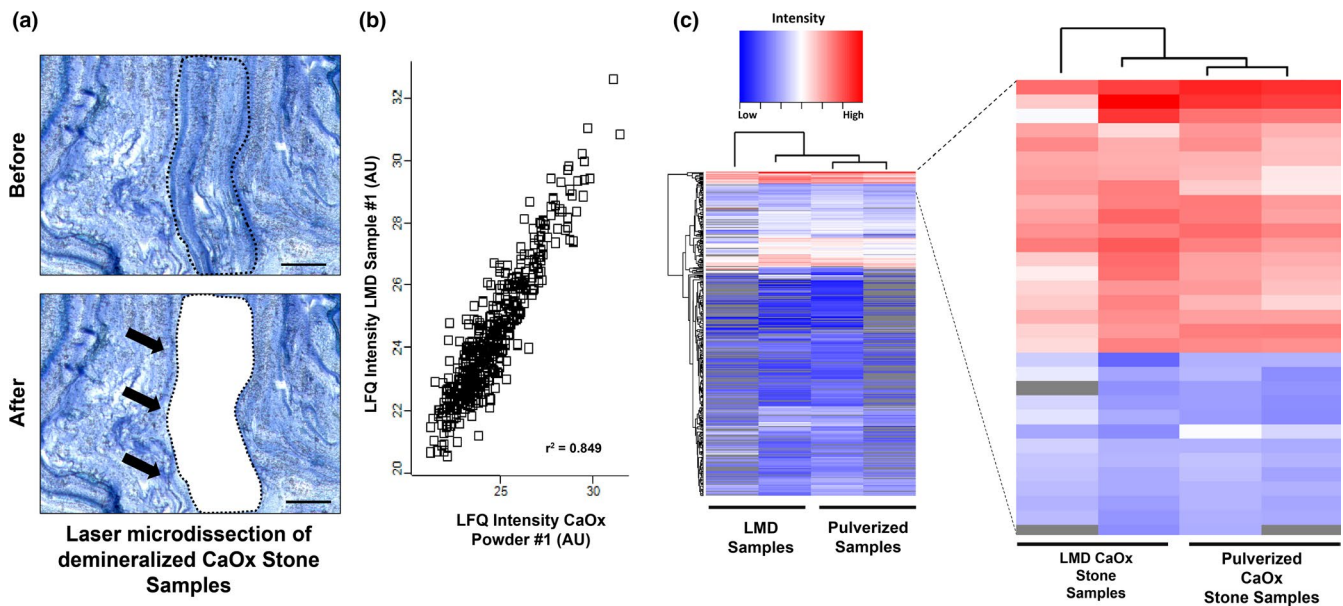 (a)
Before
After
Laser microdissection of
demineralized CaOx Stone
Samples
(b)
LFQ Intensity LMD Sample #1 (AU)
32
30
28
26
24
22
20
r² = 0.849
25
30
LFQ Intensity CaOx
Powder #1 (AU)
(c)
Intensity
Low
High
LMD
Samples
Pulverized
Samples
LMD CaOx
Stone
Samples
Pulverized
CaOx
Stone Samples